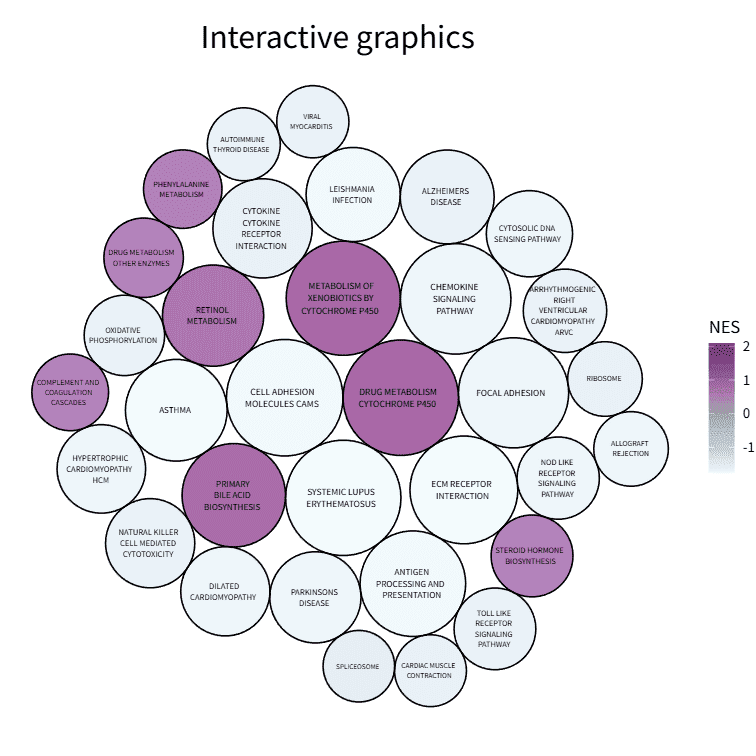 Interactive graphics
VIRAL
MYOCARDITIS
AUTOIMMUNE
THYROID DISEASE
PHENYLALANINE
METABOLISM
LEISHMANIA
INFECTION
ALZHEIMERS
DISEASE
CYTOKINE
CYTOKINE
RECEPTOR
INTERACTION
CYTOSOLIC DNA
SENSING PATHWAY
DRUG METABOLISM
OTHER ENZYMES
METABOLISM OF
XENOBIOTICS BY
CYTOCHROME P450
CHEMOKINE
SIGNALING
PATHWAY
ARRHYTHMOGENIC
RIGHT
VENTRICULAR
CARDIOMYOPATHY
ARVC
RETINOL
METABOLISM
OXIDATIVE
PHOSPHORYLATION
COMPLEMENT AND
COAGULATION
CASCADES
ASTHMA
CELL ADHESION
MOLECULES CAMS
DRUG METABOLISM
CYTOCHROME P450
FOCAL ADHESION
RIBOSOME
ALLOGRAFT
REJECTION
HYPERTROPHIC
CARDIOMYOPATHY
HCM
PRIMARY
BILE ACID
BIOSYNTHESIS
SYSTEMIC LUPUS
ERYTHEMATOSUS
ECM RECEPTOR
INTERACTION
NOD LIKE
RECEPTOR
SIGNALING
PATHWAY
NATURAL KILLER
CELL MEDIATED
CYTOTOXICITY
STEROID HORMONE
BIOSYNTHESIS
DILATED
CARDIOMYOPATHY
PARKINSONS
DISEASE
ANTIGEN
PROCESSING AND
PRESENTATION
TOLL LIKE
RECEPTOR
SIGNALING
PATHWAY
SPLICEOSOME
CARDIAC MUSCLE
CONTRACTION
NES
2
1
0
-1